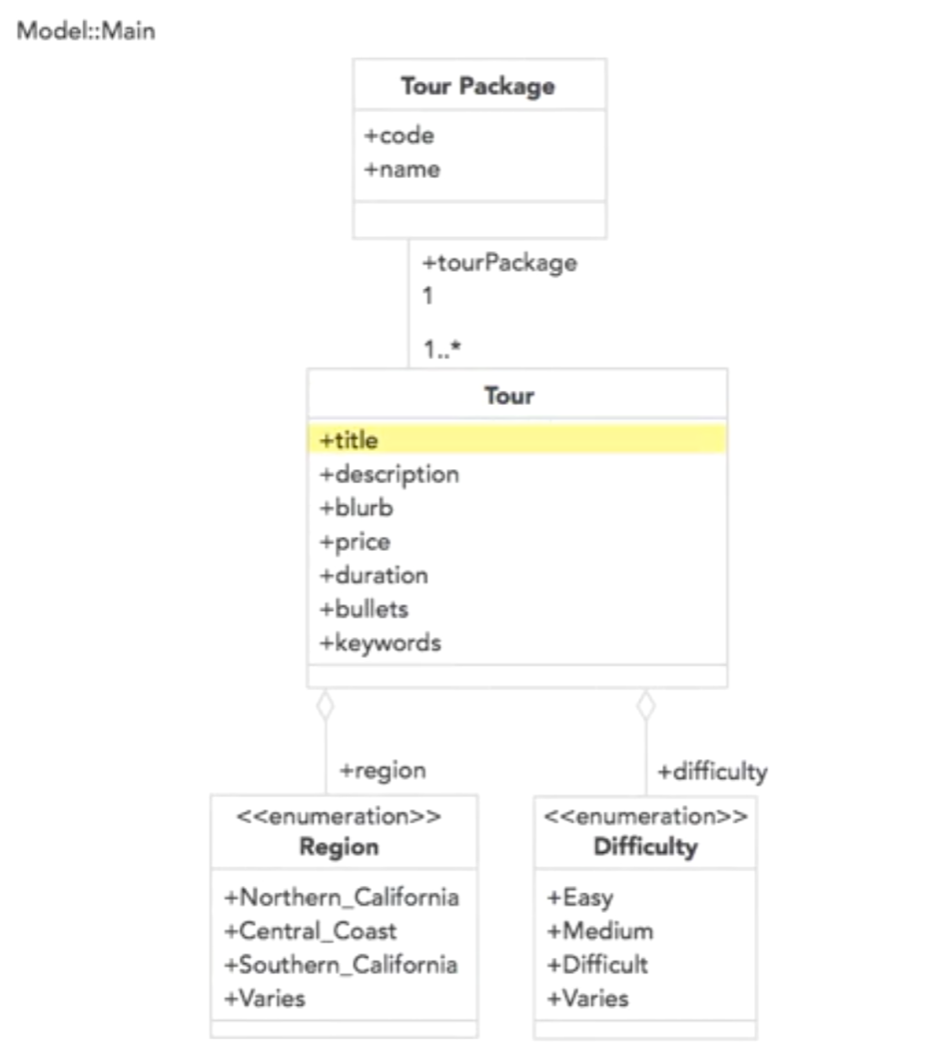 Model::Main
Tour Package
+code
+name
+tourPackage
1
1..*
Tour
+title
+description
+blurb
+price
+duration
+bullets
+keywords
+region
+difficulty
<<enumeration>>
Region
+Northern_California
+Central_Coast
+Southern_California
+Varies
<<enumeration>>
Difficulty
+Easy
+Medium
+Difficult
+Varies